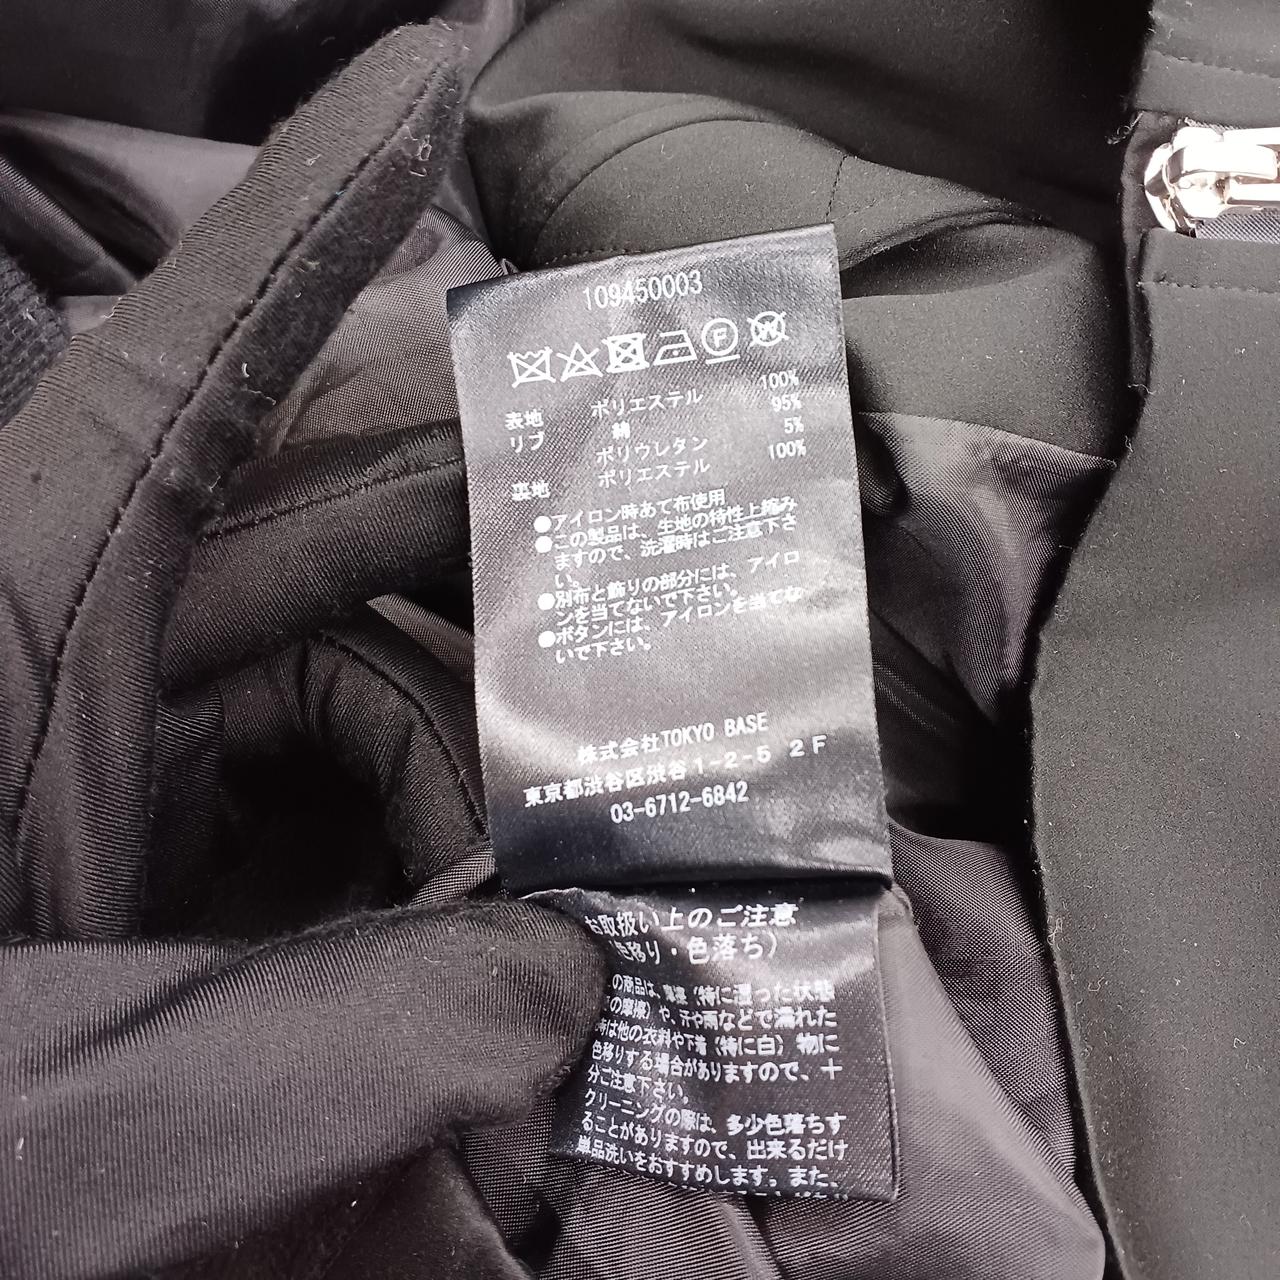 109450003
F W
表地 ポリエステル 100%
リブ 綿 95%
ポリウレタン 5%
裏地 ポリエステル 100%
●アイロン時あて布使用
●この製品は、生地の特性上縮み
ますので、洗濯時はご注意下さ
い。
●別布と飾りの部分には、アイロ
ンを当てないで下さい。
●ボタンには、アイロンを当てな
いで下さい。
株式会社TOKYO BASE
東京都渋谷区渋谷1-2-5 2F
03-6712-6842
お取扱い上のご注意
色移り・色落ち）
の商品は、摩擦（特に湿った状態
の摩擦）や、汗や雨などで濡れた
時は他の衣料や下着（特に白）物に
色移りする場合がありますので、十
分ご注意下さい。
クリーニングの際は、多少色落ちす
ることがありますので、出来るだけ
単品洗いをおすすめします。また、